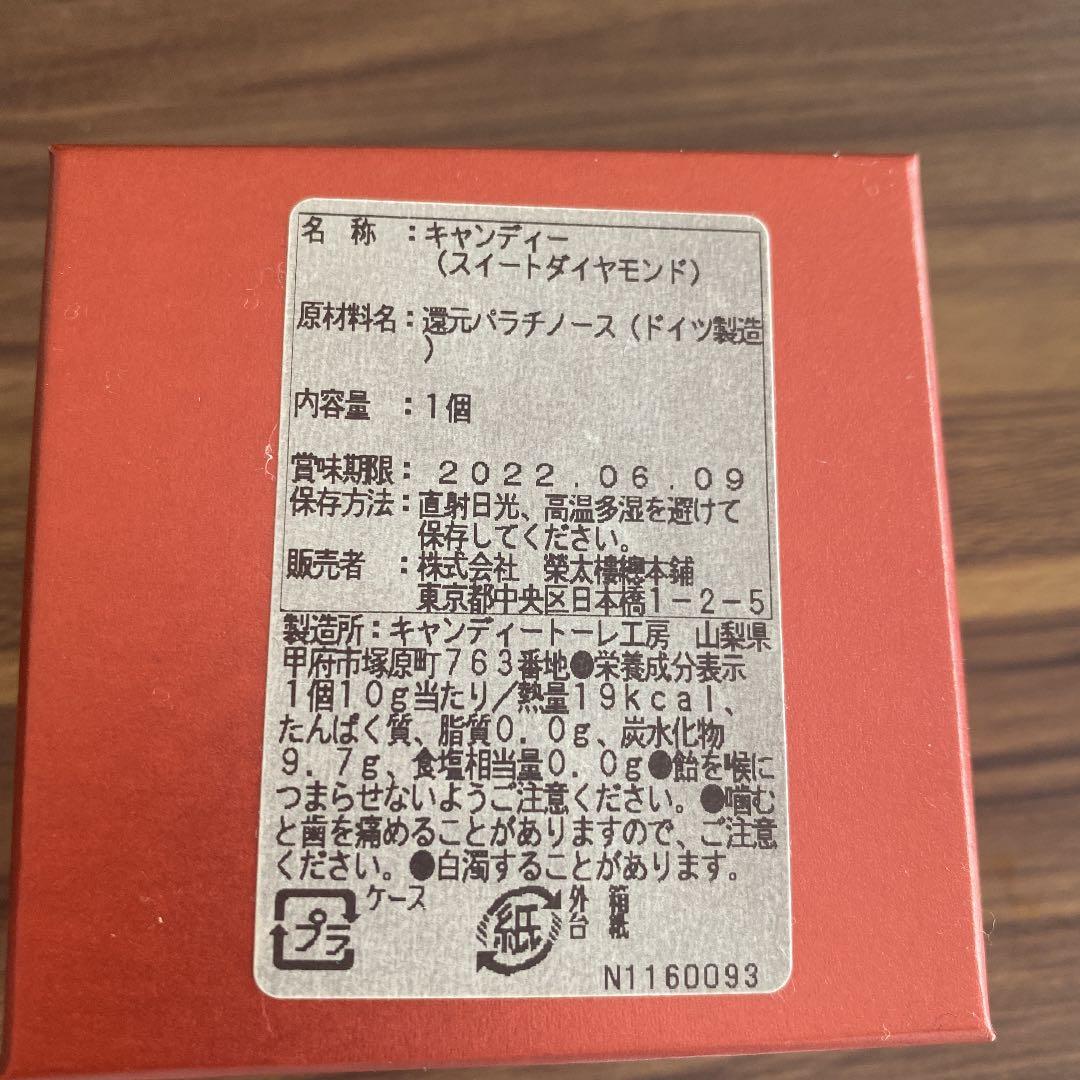 名　称　：キャンディー
（スイートダイヤモンド）
原材料名：還元パラチノース（ドイツ製造
）
内容量　：1個
賞味期限：2022.06.09
保存方法：直射日光、高温多湿を避けて
保存してください。
販売者　：株式会社　榮太樓總本鋪
東京都中央区日本橋1－2－5
製造所：キャンディートーレ工房　山梨県
甲府市塚原町763番地●栄養成分表示
1個10g当たり／熱量19kcal、
たんぱく質、脂質0.0g、炭水化物
9.7g、食塩相当量0.0g●飴を喉に
つまらせないようご注意ください。●噛む
と歯を痛めることがありますので、ご注意
ください。●白濁することがあります。
プラ ケース 紙 外箱
台紙
N1160093